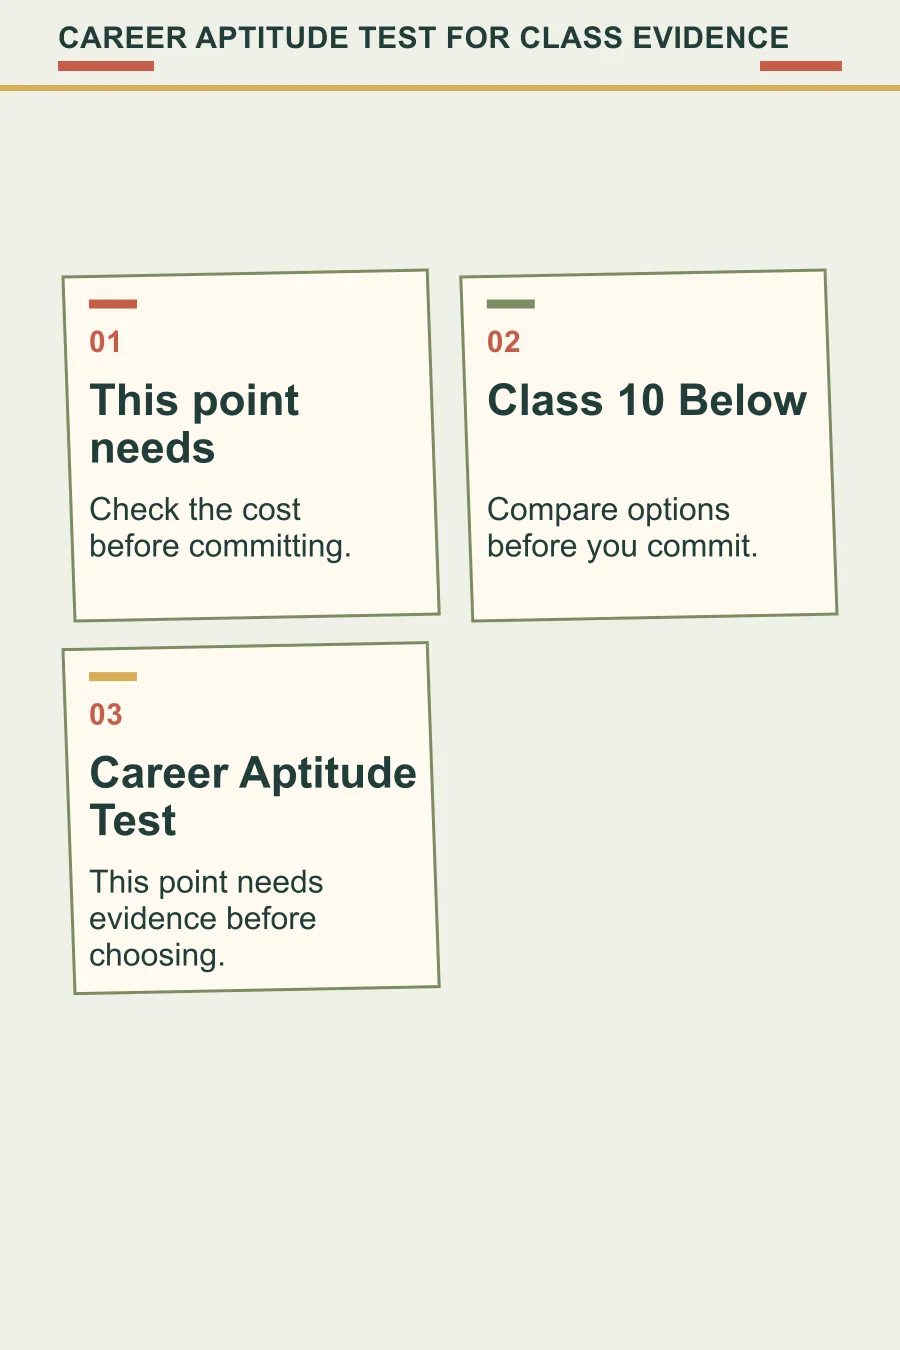 CAREER APTITUDE TEST FOR CLASS EVIDENCE
01
This point
needs
Check the cost
before committing.
02
Class 10 Below
Compare options
before you commit.
03
Career Aptitude
Test
This point needs
evidence before
choosing.